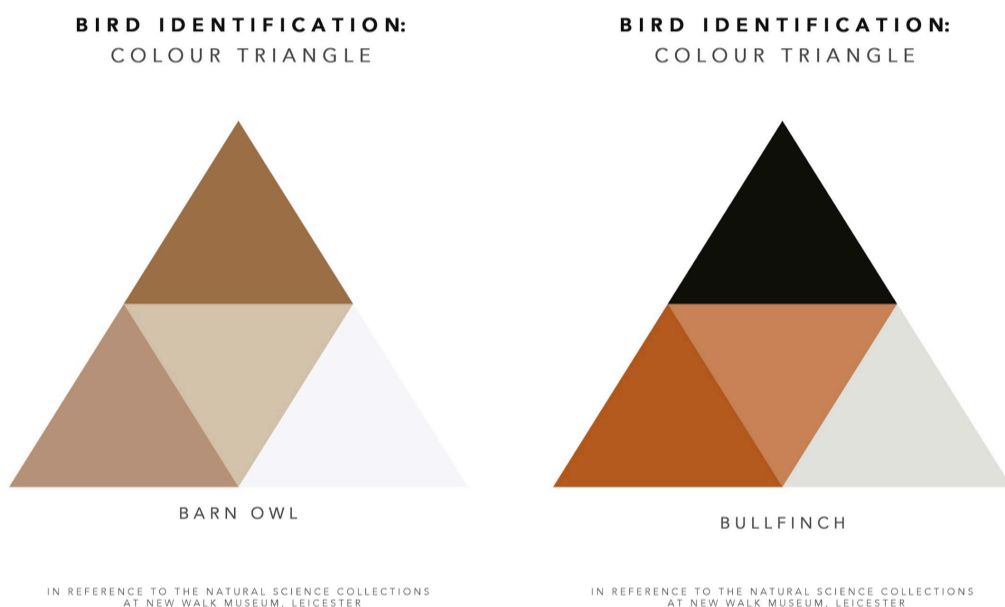 BIRD IDENTIFICATION:
COLOUR TRIANGLE
BARN OWL
IN REFERENCE TO THE NATURAL SCIENCE COLLECTIONS
AT NEW WALK MUSEUM, LEICESTER
BIRD IDENTIFICATION:
COLOUR TRIANGLE
BULLFINCH
IN REFERENCE TO THE NATURAL SCIENCE COLLECTIONS
AT NEW WALK MUSEUM, LEICESTER